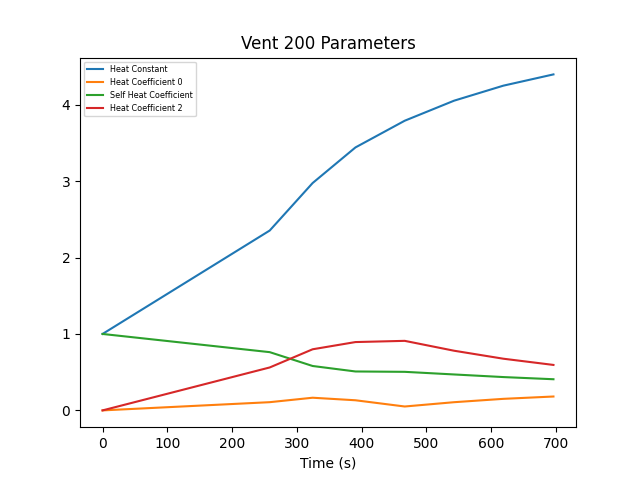 Vent 200 Parameters
Heat Constant
Heat Coefficient 0
Self Heat Coefficient
Heat Coefficient 2
4
3
2
1
0
0 100 200 300 400 500 600 700
Time (s)